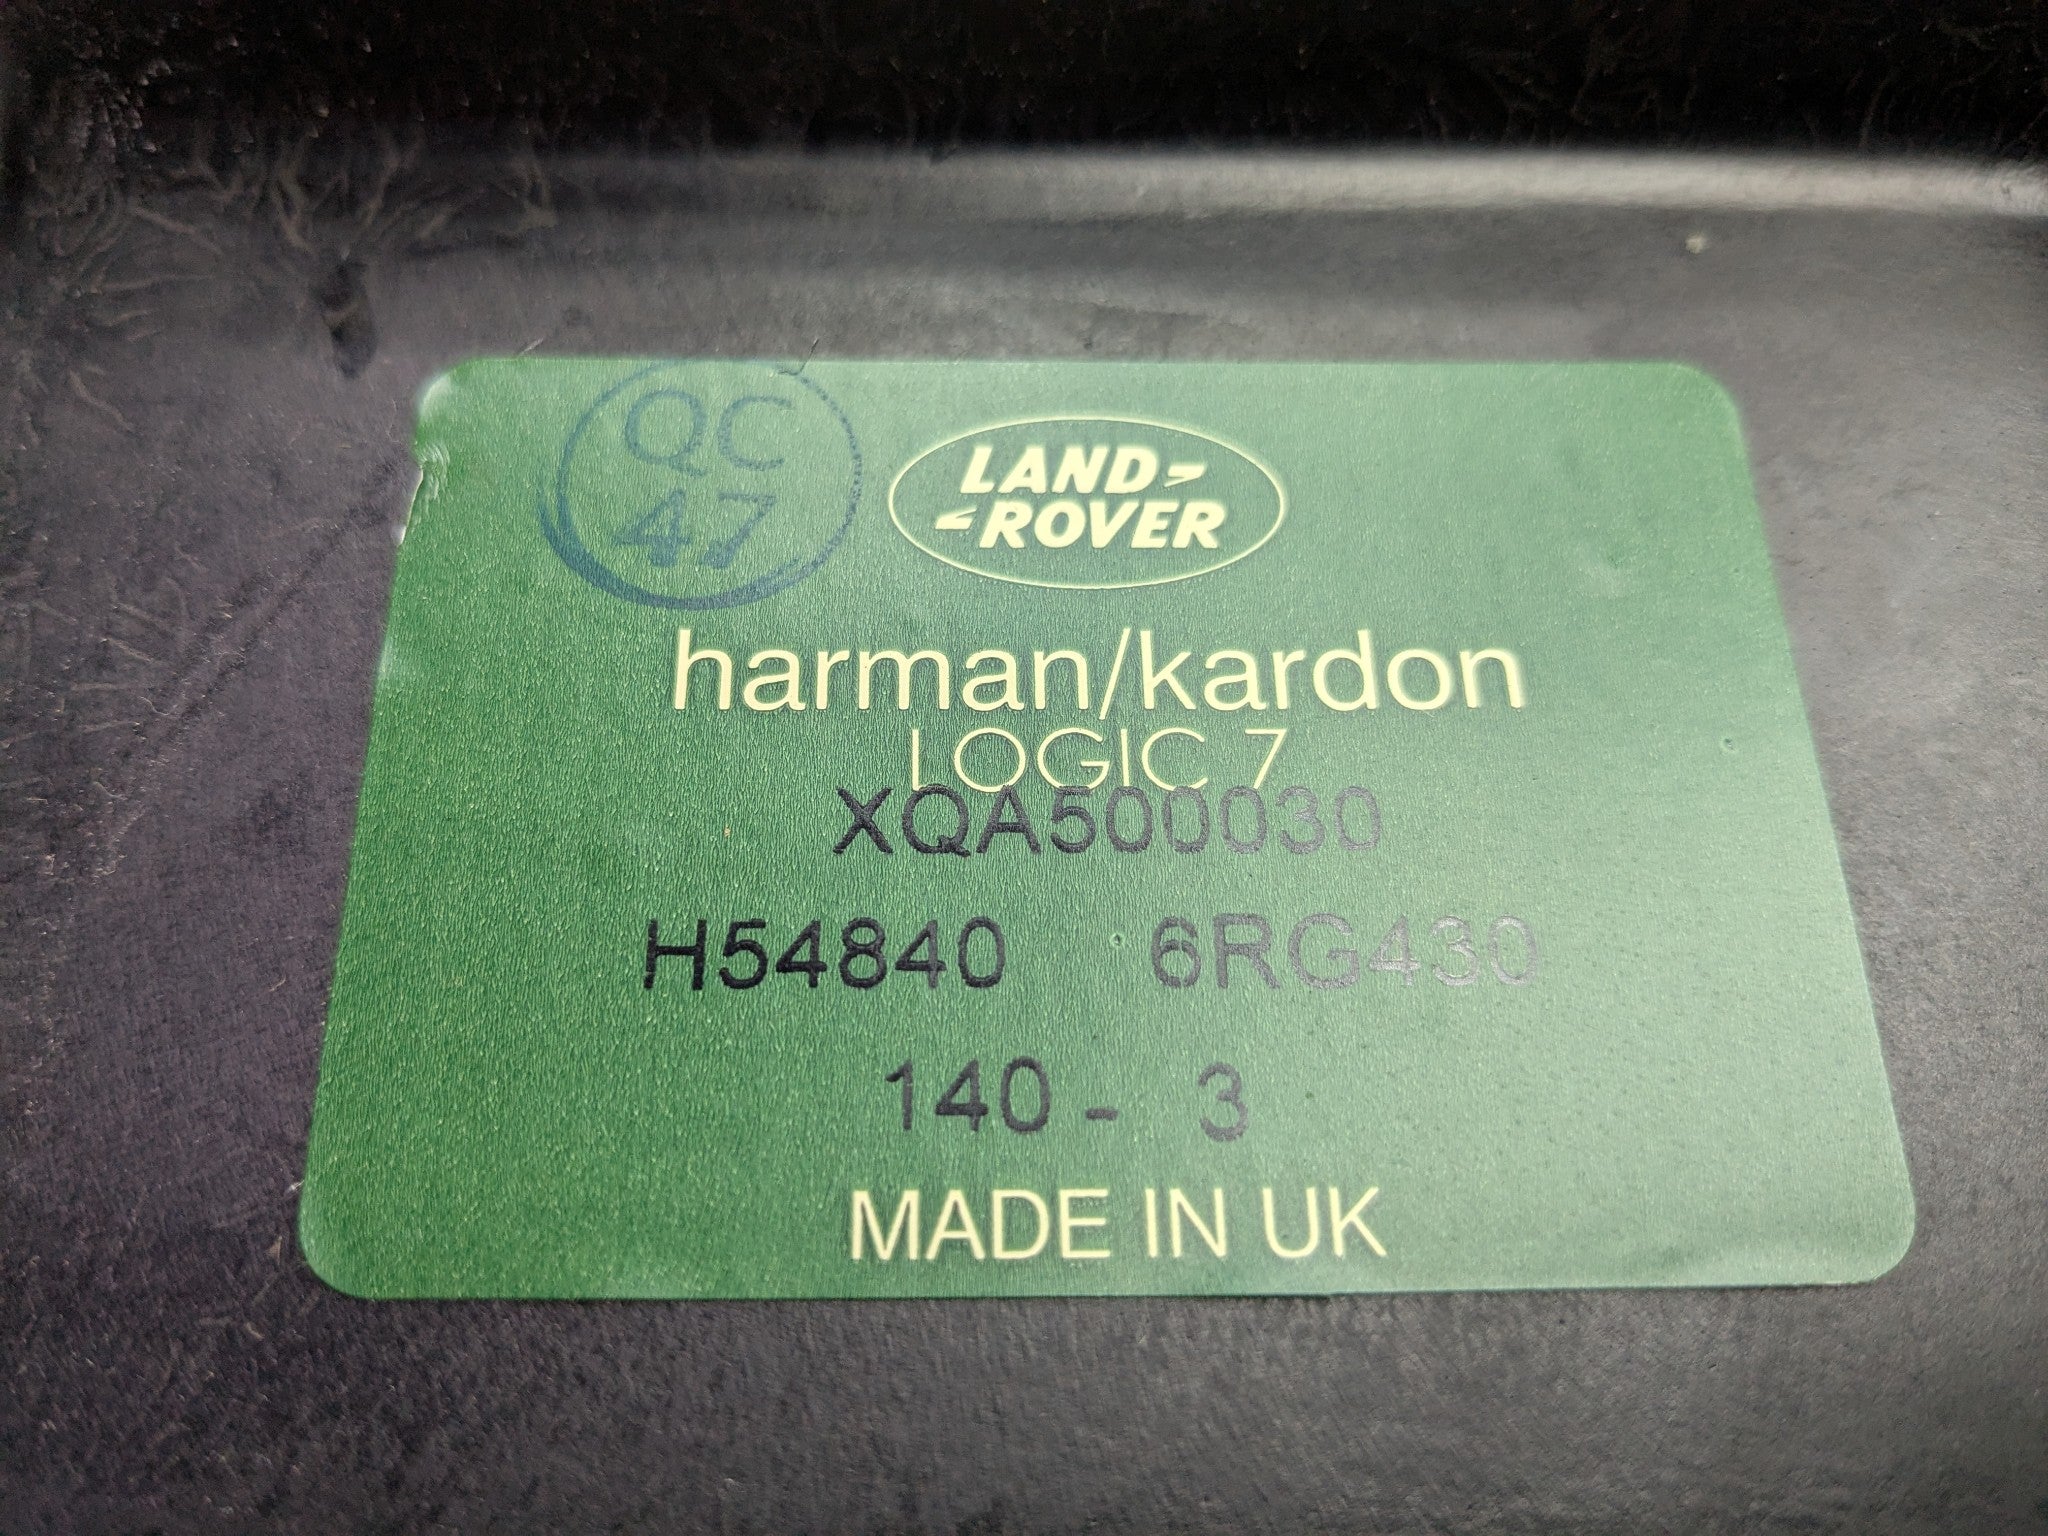 QC
47
LAND
ROVER
harman/kardon
LOGIC 7
XQA500030
H54840 6RG430
140 - 3
MADE IN UK